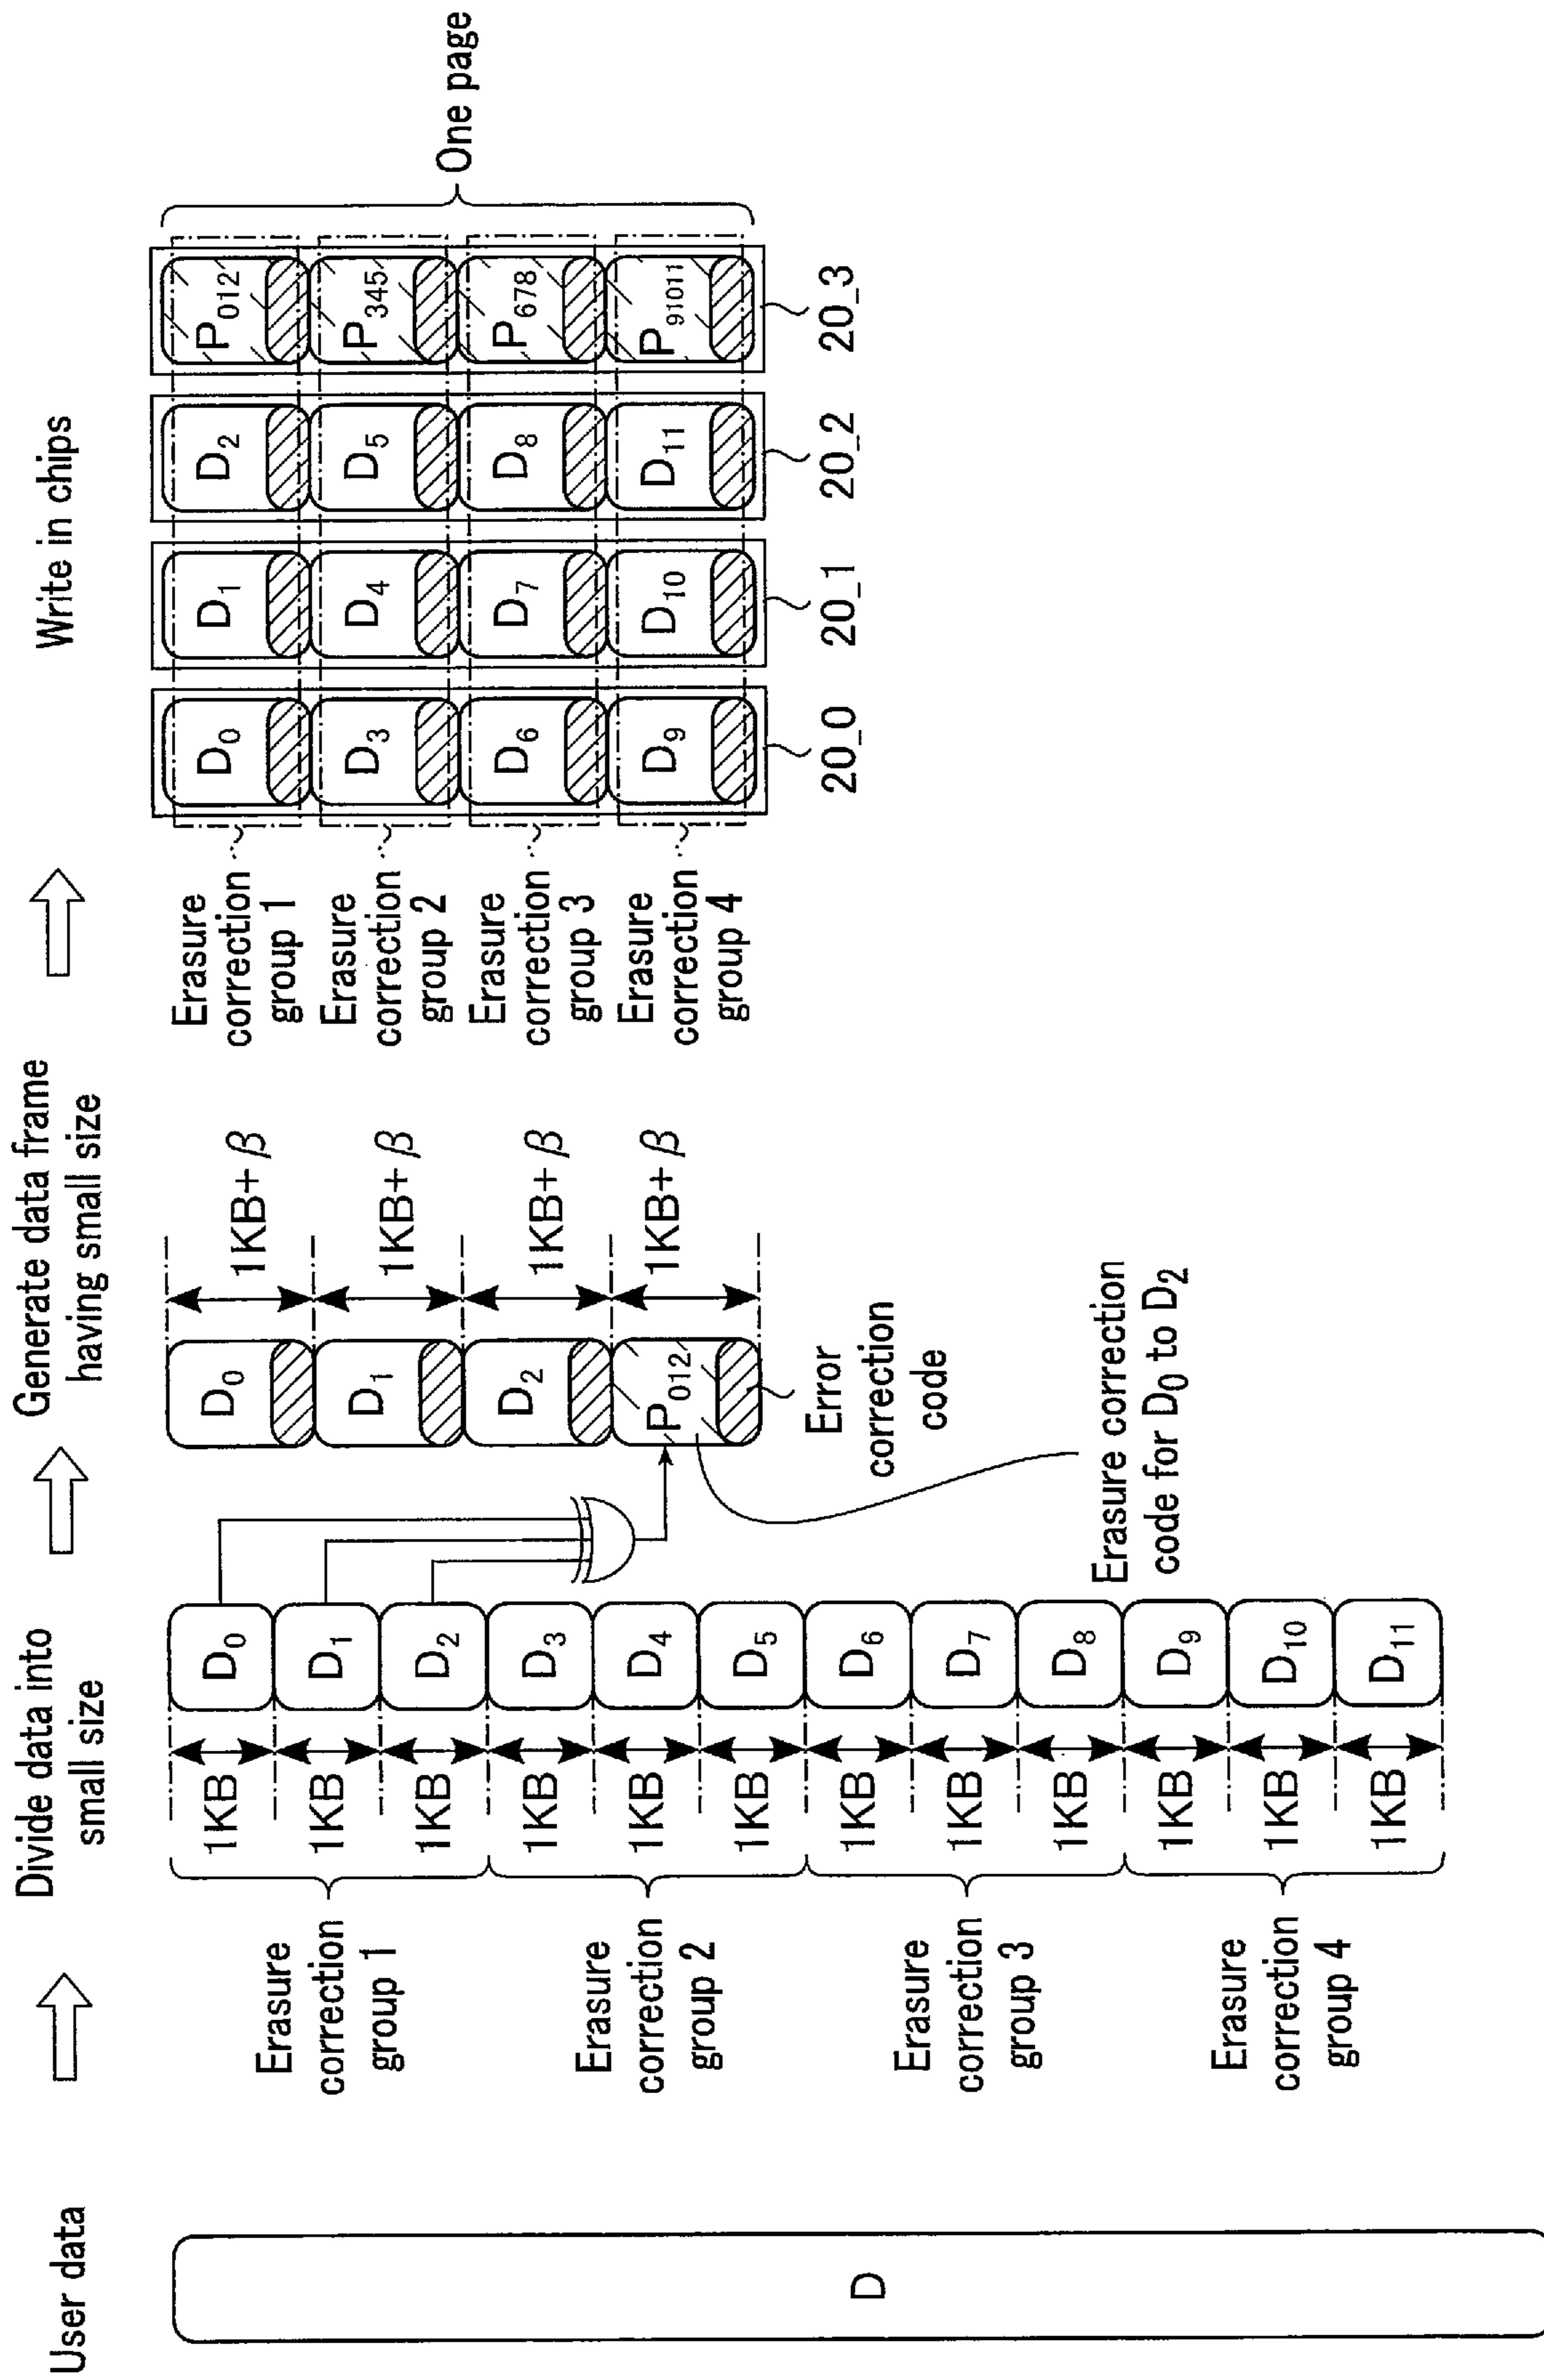 User data
D
Divide data into
small size
Erasure
correction
group 1
Erasure
correction
group 2
Erasure
correction
group 3
Erasure
correction
group 4
1KB
1KB
1KB
1KB
1KB
1KB
1KB
1KB
1KB
1KB
1KB
1KB
D0
D1
D2
D3
D4
D5
D6
D7
D8
D9
D10
D11
Generate data frame
having small size
D0
D1
D2
P012
1KB+β
1KB+β
1KB+β
1KB+β
Error
correction
code
Erasure correction
code for D0 to D2
Write in chips
Erasure
correction
group 1
Erasure
correction
group 2
Erasure
correction
group 3
Erasure
correction
group 4
D0 D1 D2 P012
D3 D4 D5 P345
D6 D7 D8 P678
D9 D10 D11 P91011
20_0 20_1 20_2 20_3
One page